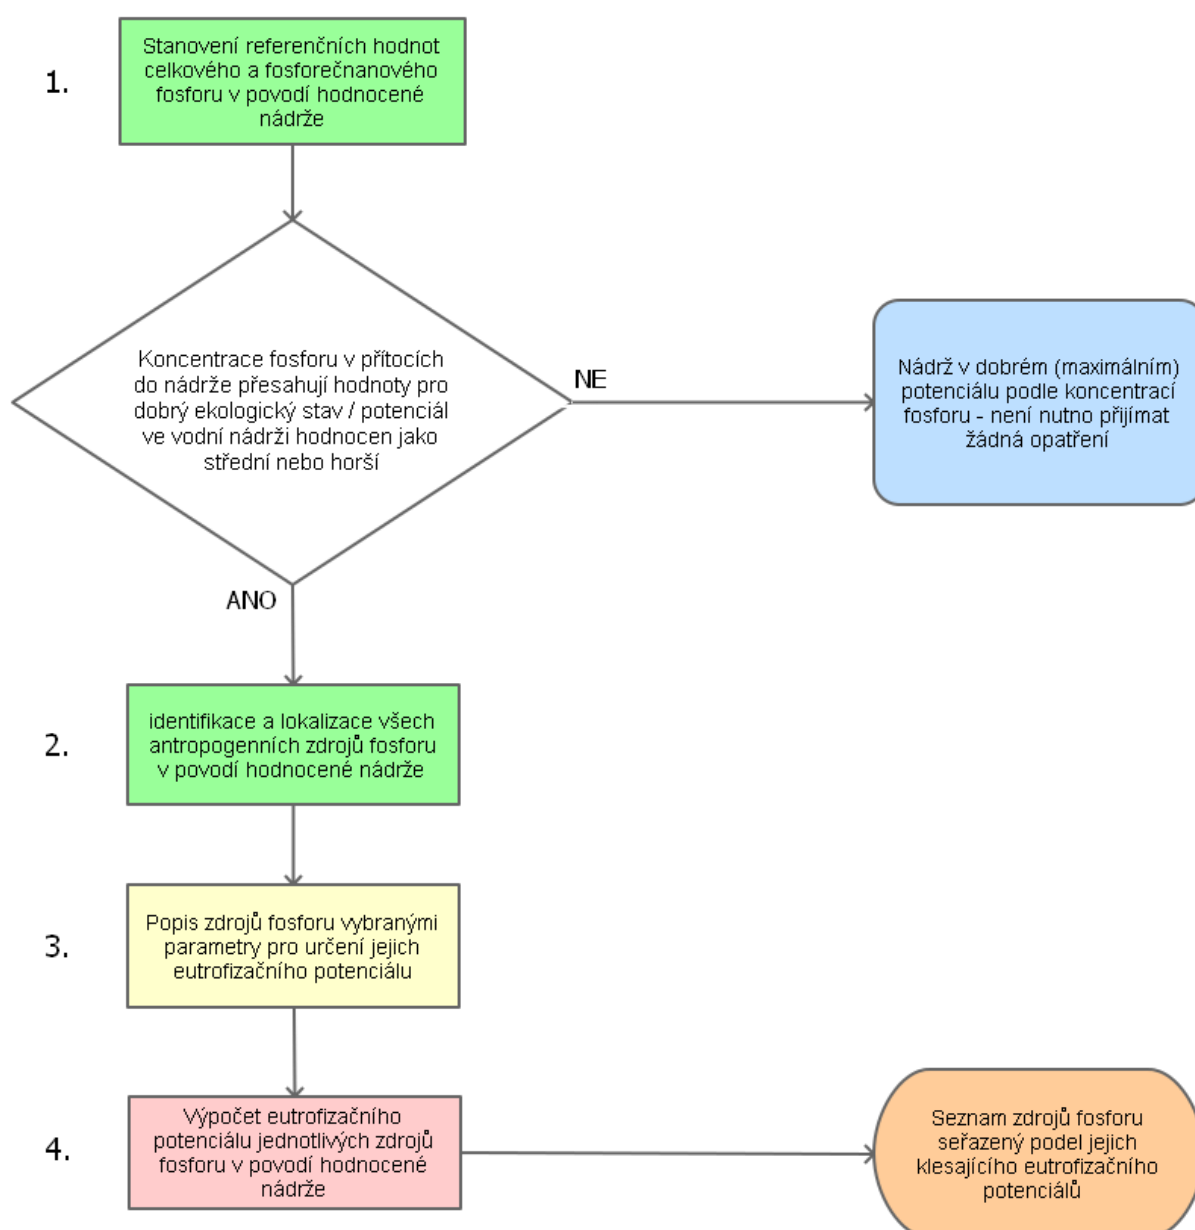 1.
Stanovení referenčních hodnot
celkového a fosforečnanového
fosforu v povodí hodnocené
nádrže
Koncentrace fosforu v přítocích
do nádrže přesahují hodnoty pro
dobrý ekologický stav / potenciál
ve vodní nádrži hodnocen jako
střední nebo horší
NE
Nádrž v dobrém (maximálním)
potenciálu podle koncentrací
fosforu - není nutno přijímat
žádná opatření
ANO
2.
identifikace a lokalizace všech
antropogenních zdrojů fosforu
v povodí hodnocené nádrže
3.
Popis zdrojů fosforu vybranými
parametry pro určení jejich
eutrofizačního potenciálu
4.
Výpočet eutrofizačního
potenciálu jednotlivých zdrojů
fosforu v povodí hodnocené
nádrže
Seznam zdrojů fosforu
seřazený podel jejich
klesajícího eutrofizačního
potenciálů